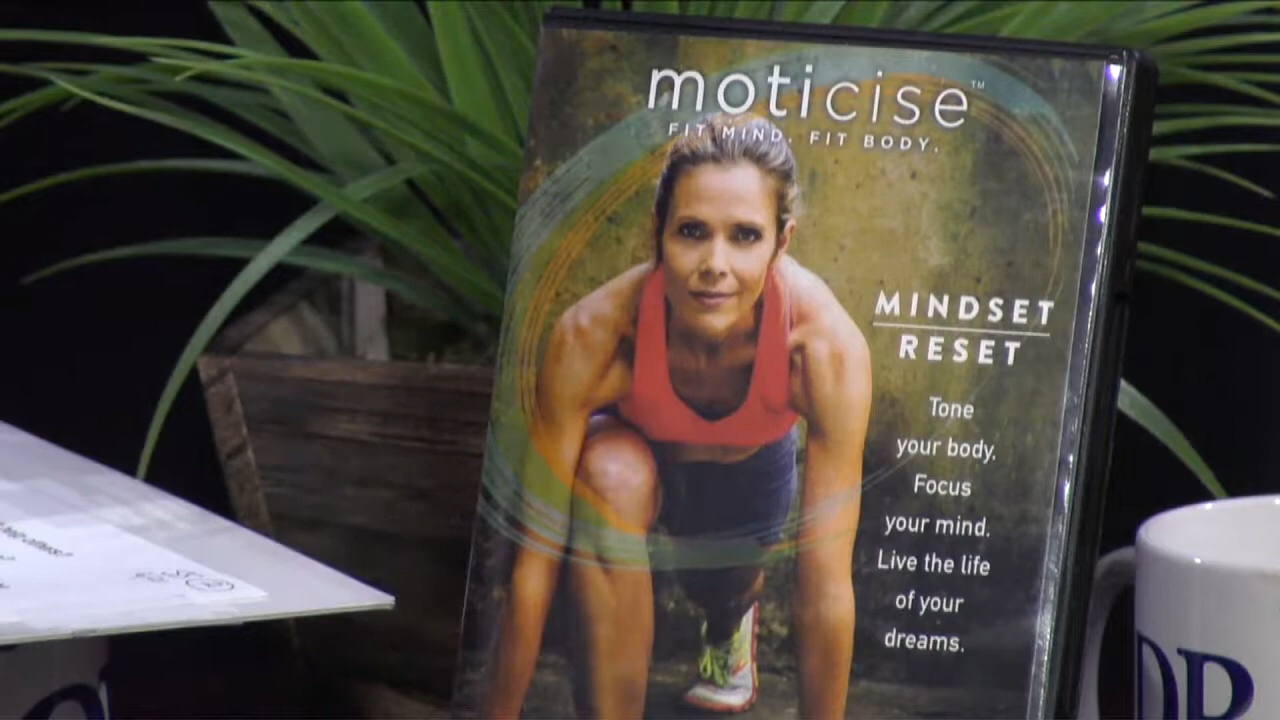 moticise™
FIT MIND. FIT BODY.
MINDSET
RESET
Tone
your body.
Focus
your mind.
Live the life
of your
dreams.